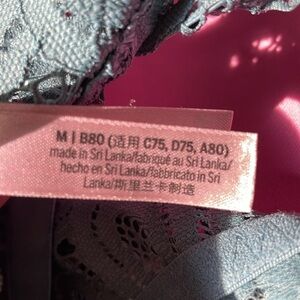 M | B80 (适用 C75, D75, A80)
made in Sri Lanka/fabriqué au Sri Lanka/
hecho en Sri Lanka/fabbricato in Sri
Lanka/斯里兰卡制造